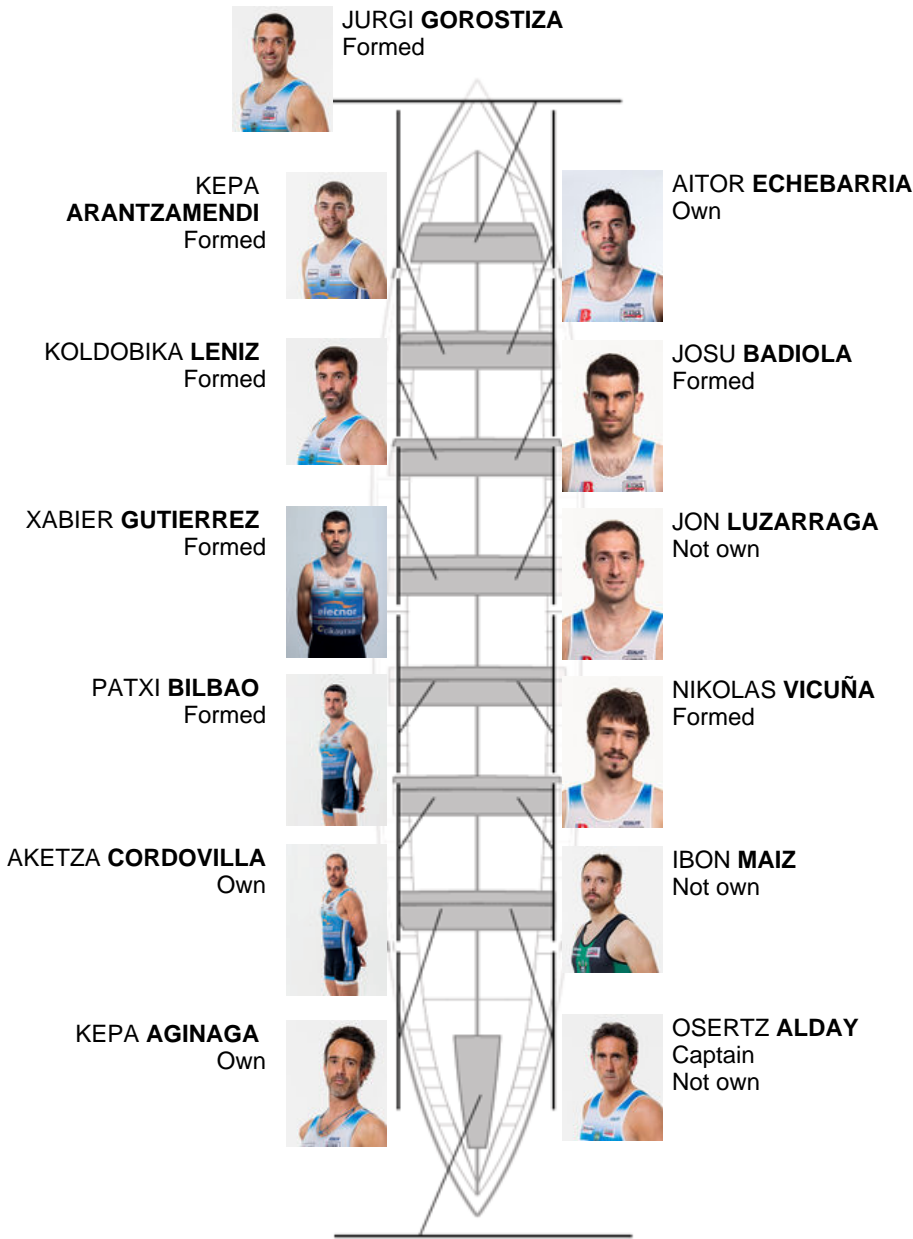 JURGI GOROSTIZA
Formed
KEPA
ARANTZAMENDI
Formed
AITOR ECHEBARRIA
Own
KOLDOBIKA LENIZ
Formed
JOSU BADIOLA
Formed
XABIER GUTIERREZ
Formed
elecnor
cikautxo
JON LUZARRAGA
Not own
PATXI BILBAO
Formed
NIKOLAS VICUÑA
Formed
AKETZA CORDOVILLA
Own
IBON MAIZ
Not own
KEPA AGINAGA
Own
OSERTZ ALDAY
Captain
Not own